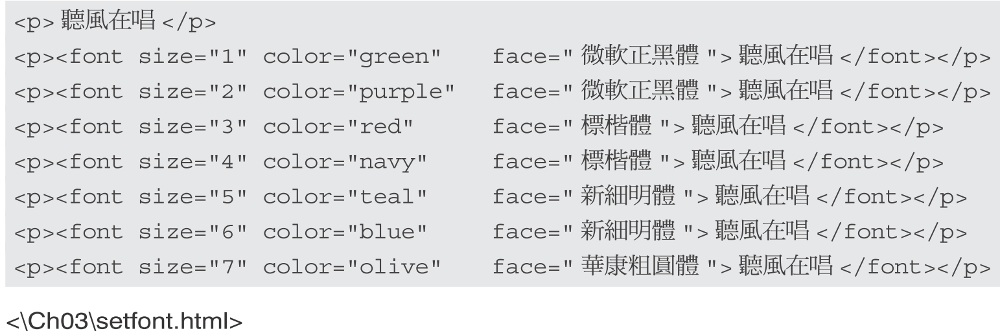 <p> 聽風在唱 </p>
<p><font size="1" color="green" face=" 微軟正黑體 "> 聽風在唱 </font></p>
<p><font size="2" color="purple" face=" 微軟正黑體 "> 聽風在唱 </font></p>
<p><font size="3" color="red" face=" 標楷體 "> 聽風在唱 </font></p>
<p><font size="4" color="navy" face=" 標楷體 "> 聽風在唱 </font></p>
<p><font size="5" color="teal" face=" 新細明體 "> 聽風在唱 </font></p>
<p><font size="6" color="blue" face=" 新細明體 "> 聽風在唱 </font></p>
<p><font size="7" color="olive" face=" 華康粗圓體 "> 聽風在唱 </font></p>
<\Ch03\setfont.html>